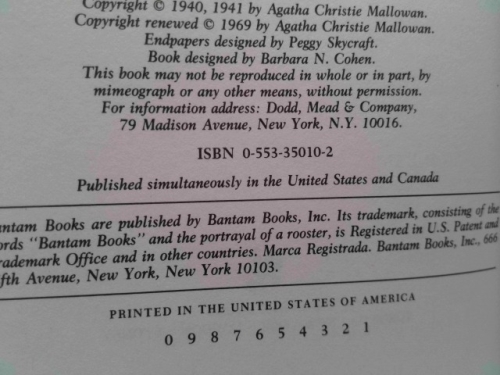 Copyright © 1940, 1941 by Agatha Christie Mallowan.
Copyright renewed © 1969 by Agatha Christie Mallowan.
Endpapers designed by Peggy Skycraft.
Book designed by Barbara N. Cohen.
This book may not be reproduced in whole or in part, by
mimeograph or any other means, without permission.
For information address: Dodd, Mead & Company,
79 Madison Avenue, New York, N.Y. 10016.
ISBN 0-553-35010-2
Published simultaneously in the United States and Canada
antam Books are published by Bantam Books, Inc. Its trademark, consisting of the
ords "Bantam Books" and the portrayal of a rooster, is Registered in U.S. Patent and
rademark Office and in other countries. Marca Registrada. Bantam Books, Inc., 666
ifth Avenue, New York, New York 10103.
PRINTED IN THE UNITED STATES OF AMERICA
0 9 8 7 6 5 4 3 2 1